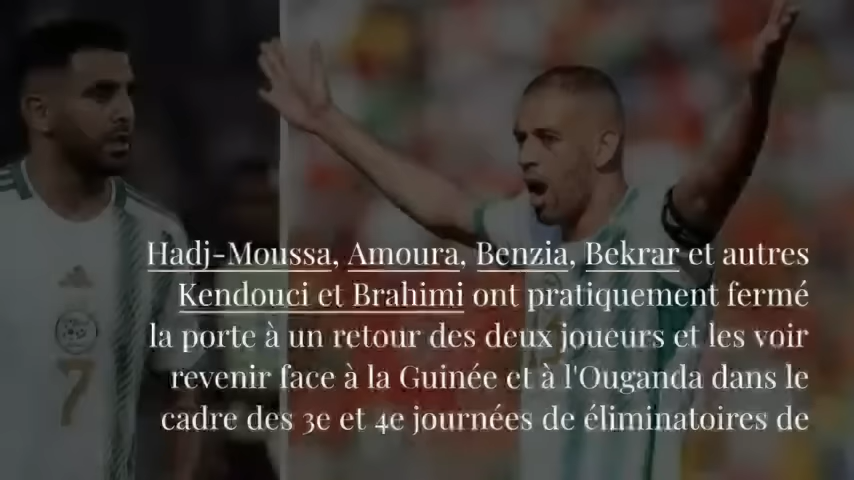 Hadj-Moussa, Amoura, Benzia, Bekrar et autres
Kendouci et Brahimi ont pratiquement fermé
la porte à un retour des deux joueurs et les voir
revenir face à la Guinée et à l'Ouganda dans le
cadre des 3e et 4e journées de éliminatoires de
7